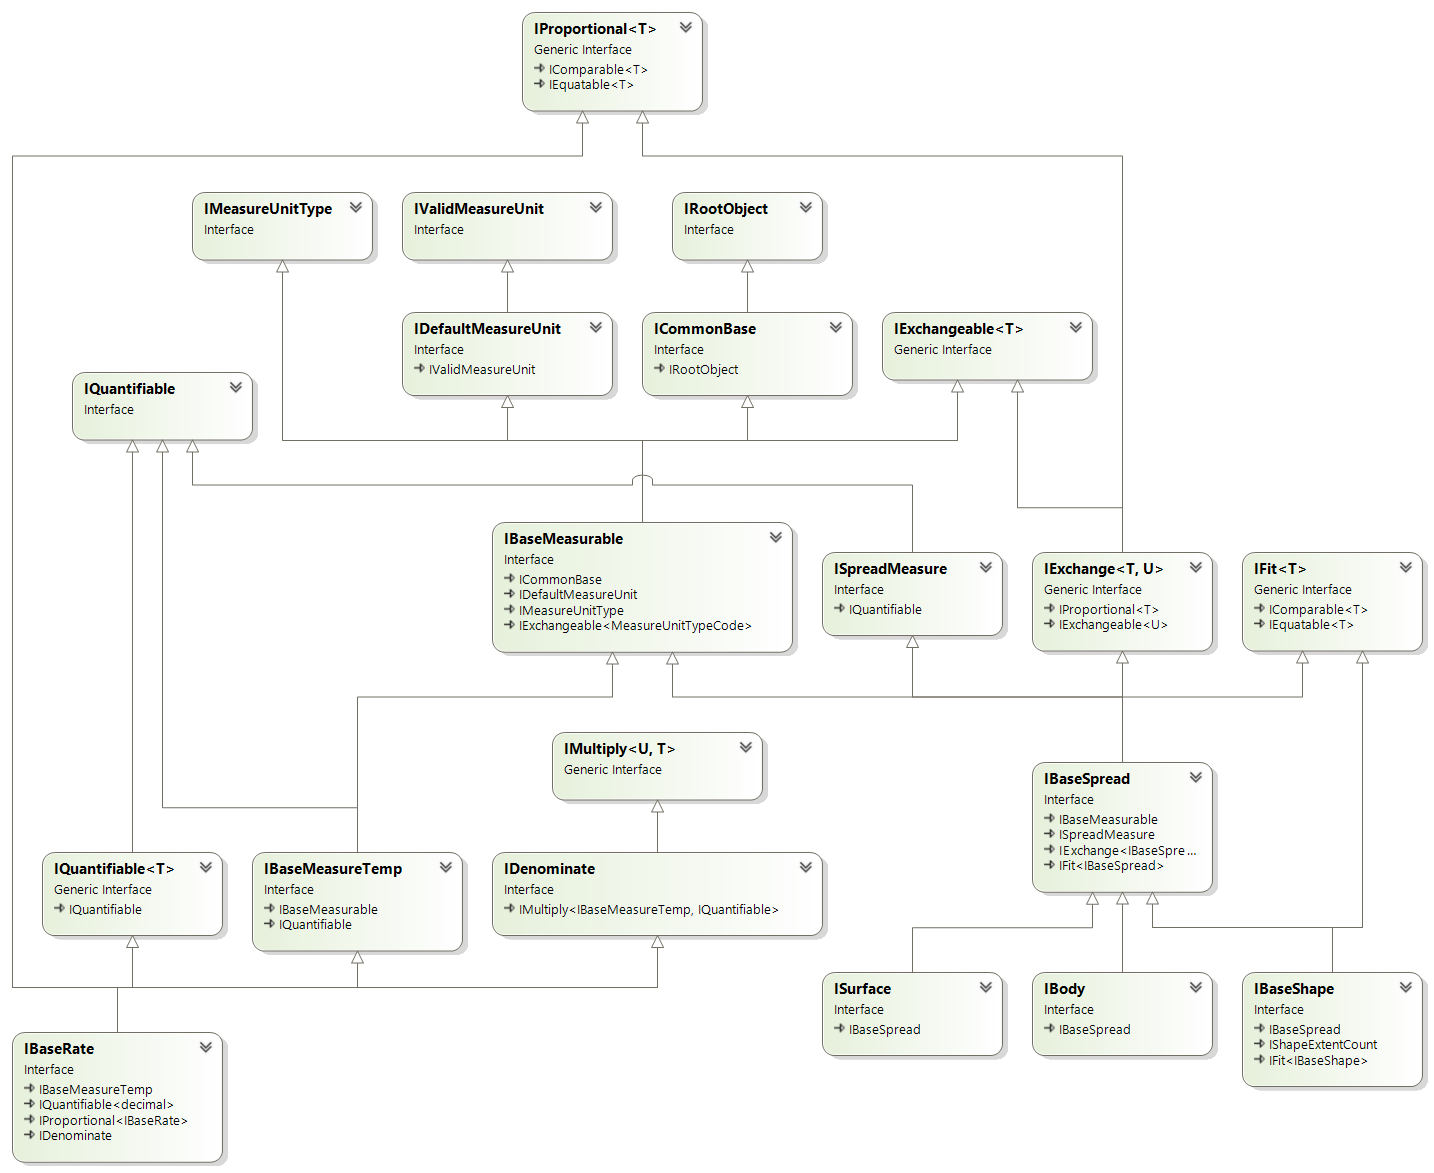 IProportional<T>
Generic Interface
IComparable<T>
IEquatable<T>
IMeasureUnitType
Interface
IValidMeasureUnit
Interface
IRootObject
Interface
IDefaultMeasureUnit
Interface
IValidMeasureUnit
ICommonBase
Interface
IRootObject
IExchangeable<T>
Generic Interface
IQuantifiable
Interface
IBaseMeasurable
Interface
ICommonBase
IDefaultMeasureUnit
IMeasureUnitType
IExchangeable<MeasureUnitTypeCode>
ISpreadMeasure
Interface
IQuantifiable
IExchange<T, U>
Generic Interface
IProportional<T>
IExchangeable<U>
IFit<T>
Generic Interface
IComparable<T>
IEquatable<T>
IMultiply<U, T>
Generic Interface
IBaseSpread
Interface
IBaseMeasurable
ISpreadMeasure
IExchange<IBaseSpre...
IFit<IBaseSpread>
IQuantifiable<T>
Generic Interface
IQuantifiable
IBaseMeasureTemp
Interface
IBaseMeasurable
IQuantifiable
IDenominate
Interface
IMultiply<IBaseMeasureTemp, IQuantifiable>
ISurface
Interface
IBaseSpread
IBody
Interface
IBaseSpread
IBaseShape
Interface
IBaseSpread
IShapeExtentCount
IFit<IBaseShape>
IBaseRate
Interface
IBaseMeasureTemp
IQuantifiable<decimal>
IProportional<IBaseRate>
IDenominate